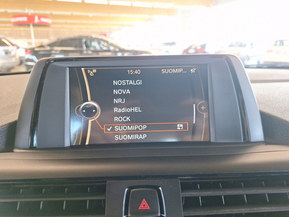 15:40 SUOMIP...
NOSTALGI
NOVA
NRJ
RadioHEL
ROCK
SUOMIPOP
SUOMIRAP